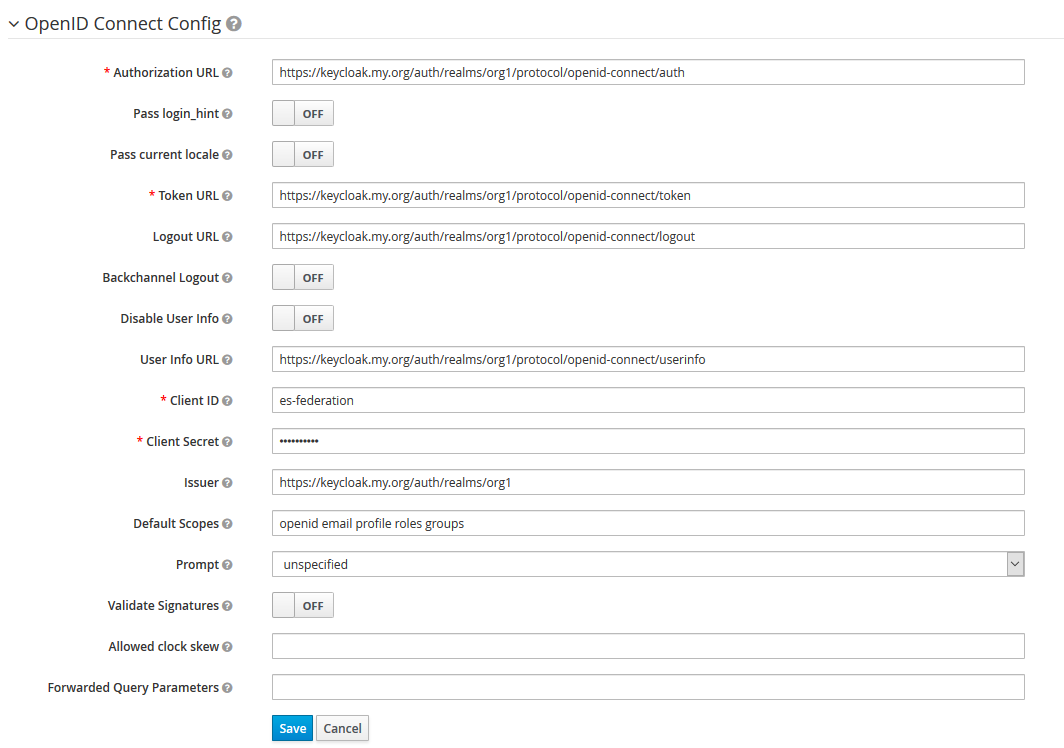 OpenID Connect Config
* Authorization URL https://keycloak.my.org/auth/realms/org1/protocol/openid-connect/auth
Pass login_hint OFF
Pass current locale OFF
* Token URL https://keycloak.my.org/auth/realms/org1/protocol/openid-connect/token
Logout URL https://keycloak.my.org/auth/realms/org1/protocol/openid-connect/logout
Backchannel Logout OFF
Disable User Info OFF
User Info URL https://keycloak.my.org/auth/realms/org1/protocol/openid-connect/userinfo
* Client ID es-federation
* Client Secret ••••••••••
Issuer https://keycloak.my.org/auth/realms/org1
Default Scopes openid email profile roles groups
Prompt unspecified
Validate Signatures OFF
Allowed clock skew
Forwarded Query Parameters
Save Cancel